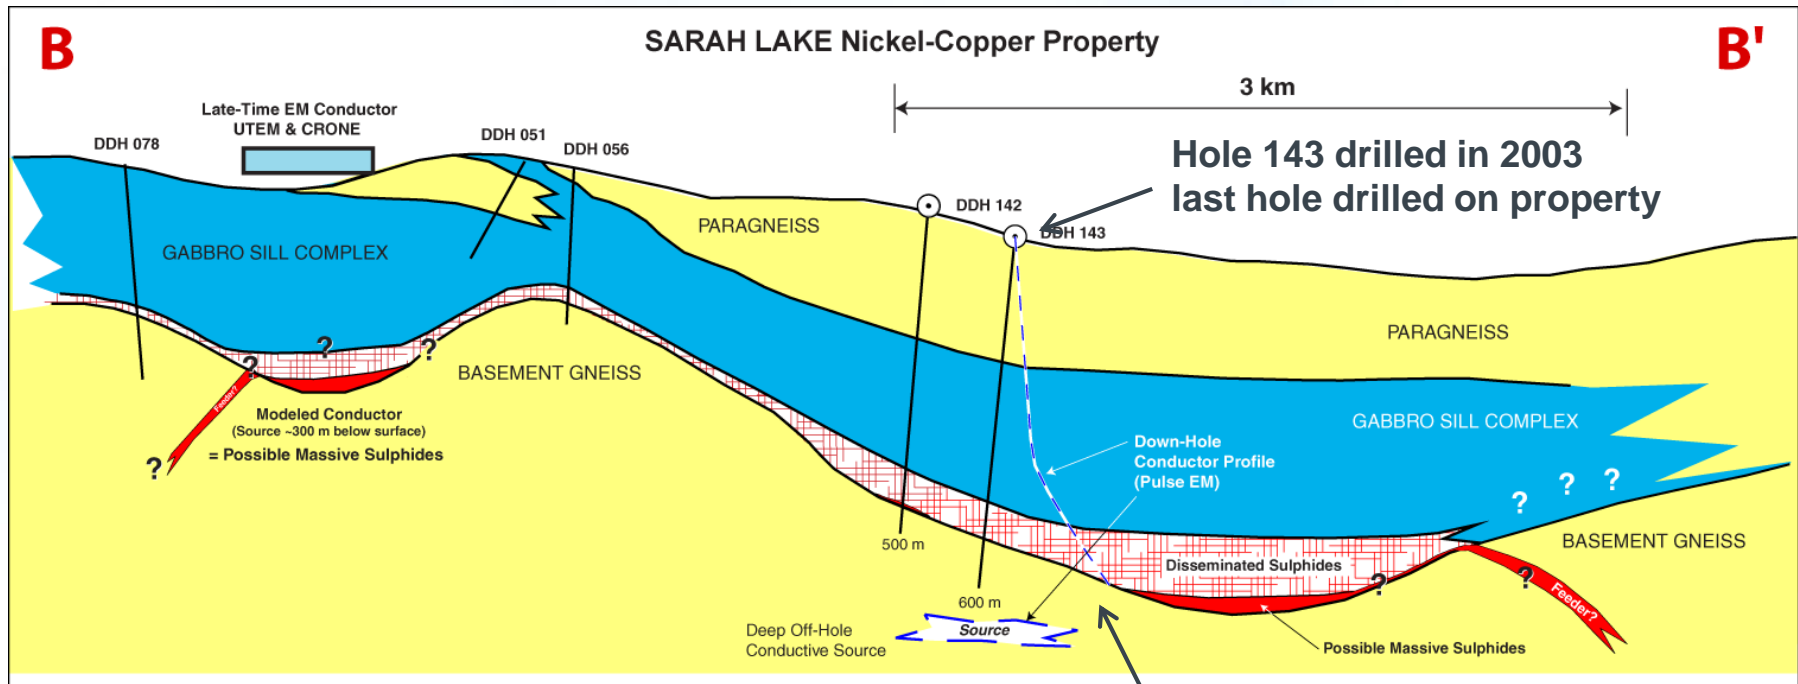 B
SARAH LAKE Nickel-Copper Property
B'
3 km
Late-Time EM Conductor
UTEM & CRONE
DDH 078
DDH 051
DDH 056
Hole 143 drilled in 2003
last hole drilled on property
DDH 142
DDH 143
PARAGNEISS
GABBRO SILL COMPLEX
PARAGNEISS
?
?
?
BASEMENT GNEISS
Feeder?
Modeled Conductor
(Source ~300 m below surface)
= Possible Massive Sulphides
?
GABBRO SILL COMPLEX
Down-Hole
Conductor Profile
(Pulse EM)
? ? ?
500 m
BASEMENT GNEISS
Disseminated Sulphides
?
?
Feeder?
600 m
Source
Deep Off-Hole
Conductive Source
Possible Massive Sulphides